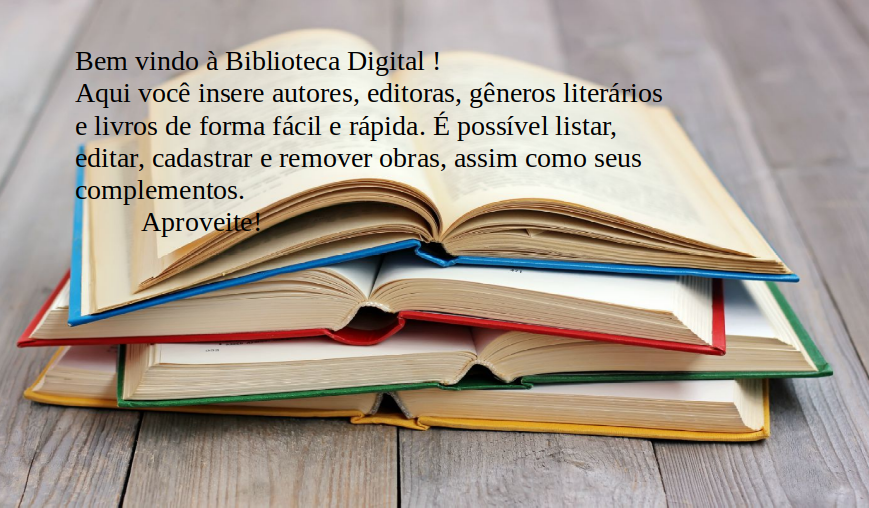 Bem vindo à Biblioteca Digital !
Aqui você insere autores, editoras, gêneros literários
e livros de forma fácil e rápida. É possível listar,
editar, cadastrar e remover obras, assim como seus
complementos.
Aproveite!